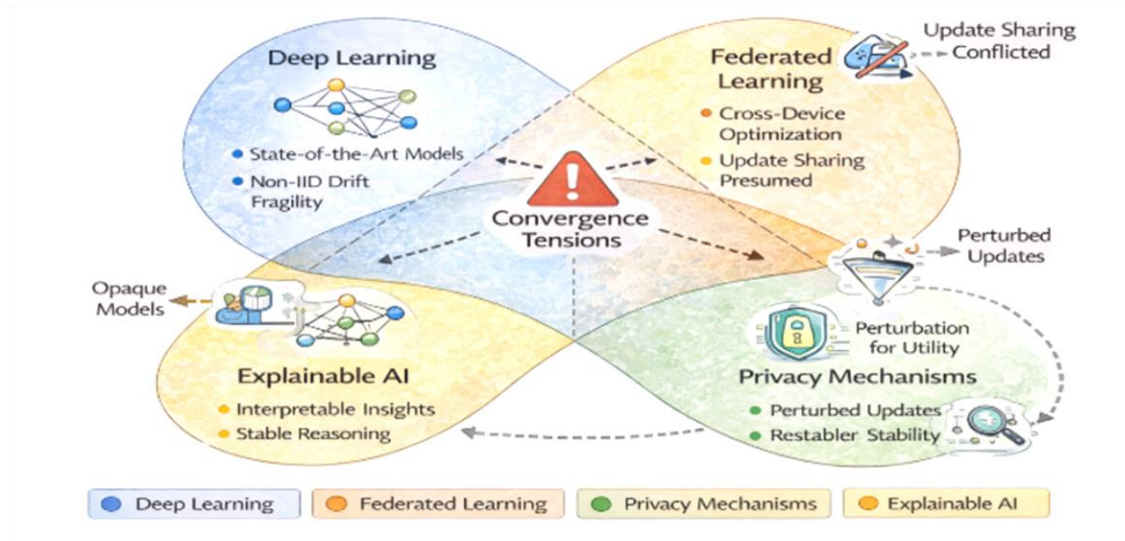 Deep Learning
State-of-the-Art Models
Non-IID Drift
Fragility
Federated
Learning
Cross-Device
Optimization
Update Sharing
Presumed
Update Sharing
Conflicted
Convergence
Tensions
Perturbed
Updates
Opaque
Models
Explainable AI
Interpretable Insights
Stable Reasoning
Perturbation
for Utility
Privacy Mechanisms
Perturbed Updates
Restabler Stability
Deep Learning
Federated Learning
Privacy Mechanisms
Explainable AI